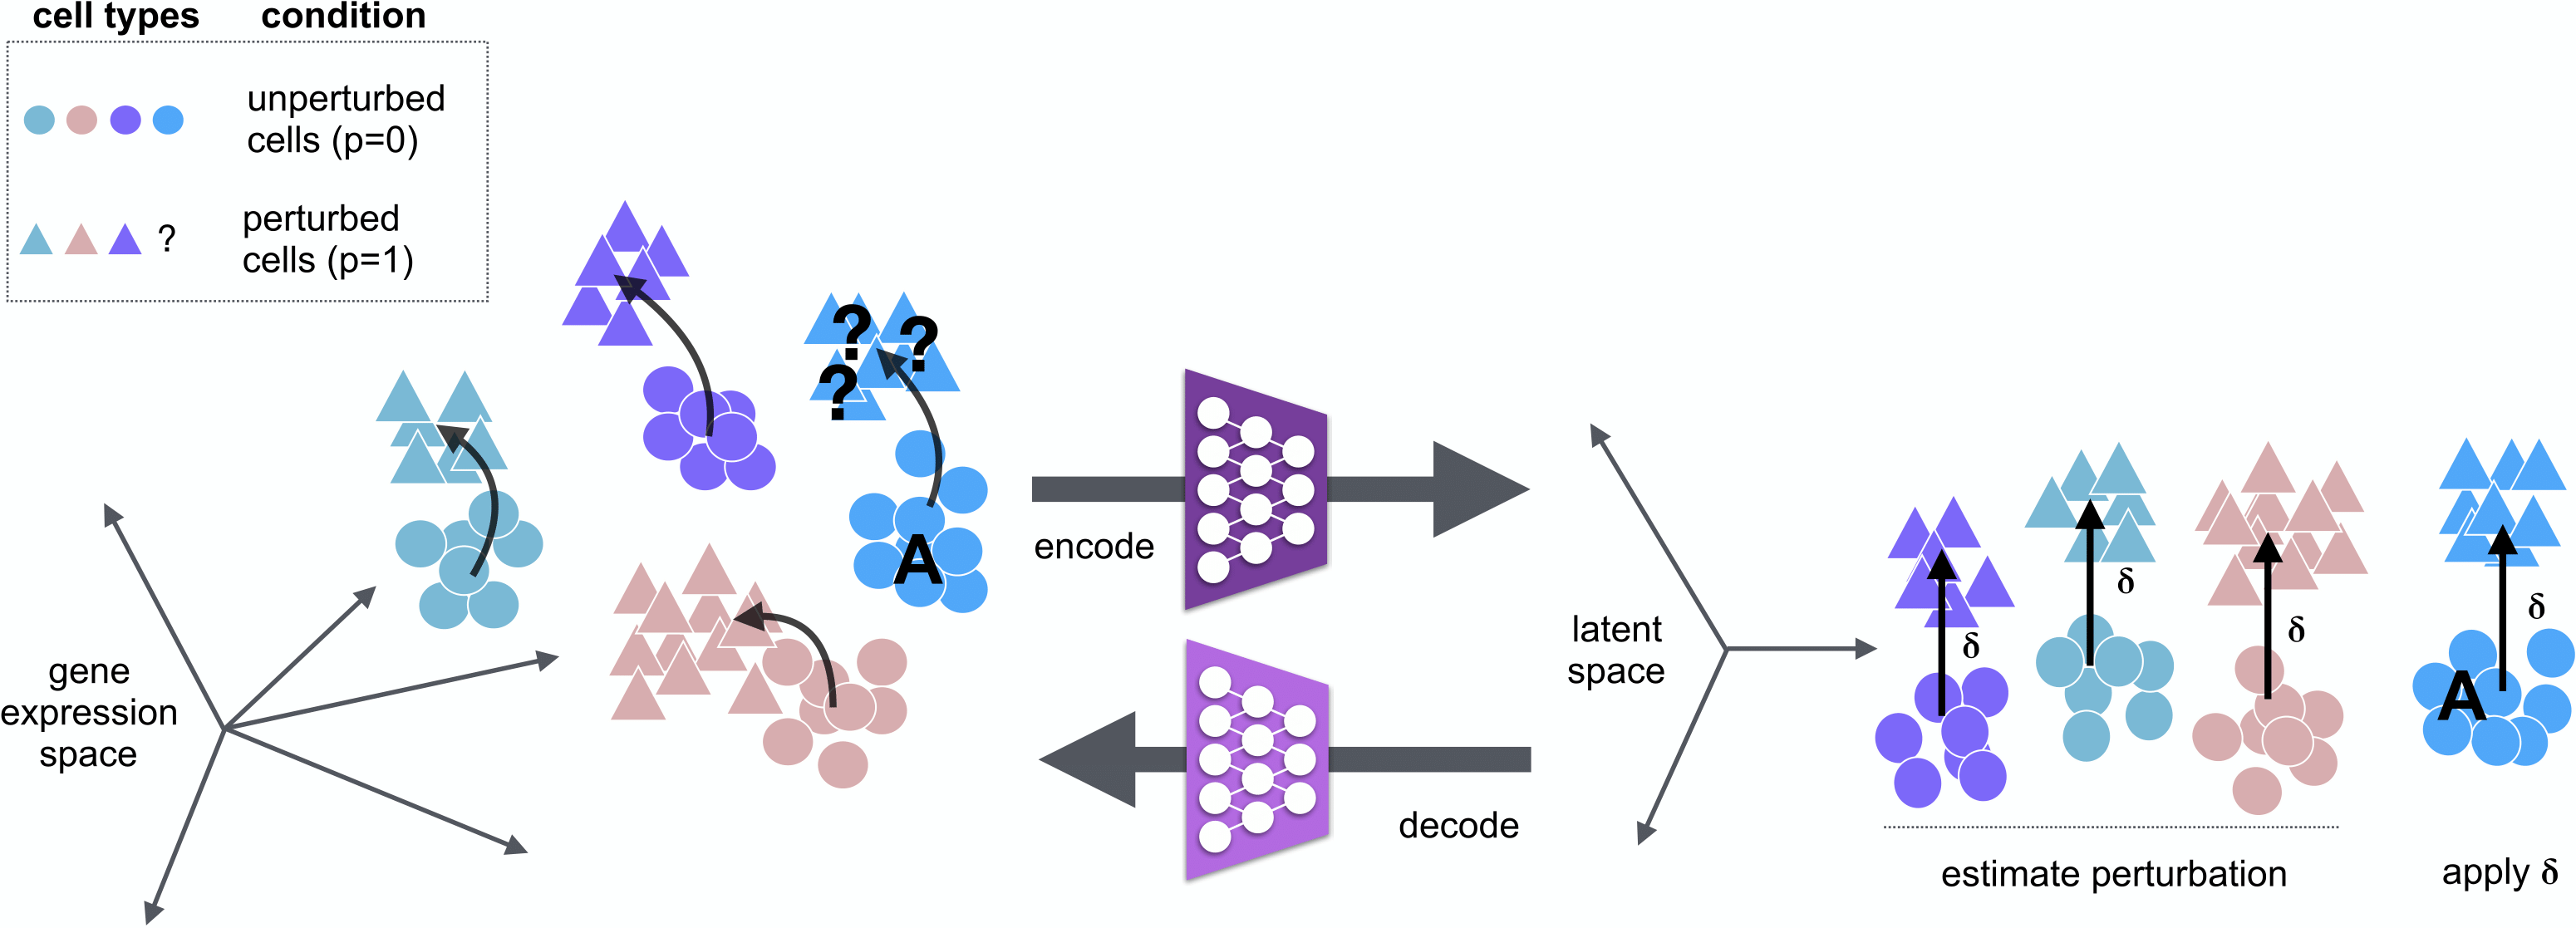 cell types condition
unperturbed
cells (p=0)
perturbed
? cells (p=1)
? ?
?
A
gene
expression
space
encode
decode
latent
space
δ
δ
δ
δ
A
estimate perturbation
apply δ